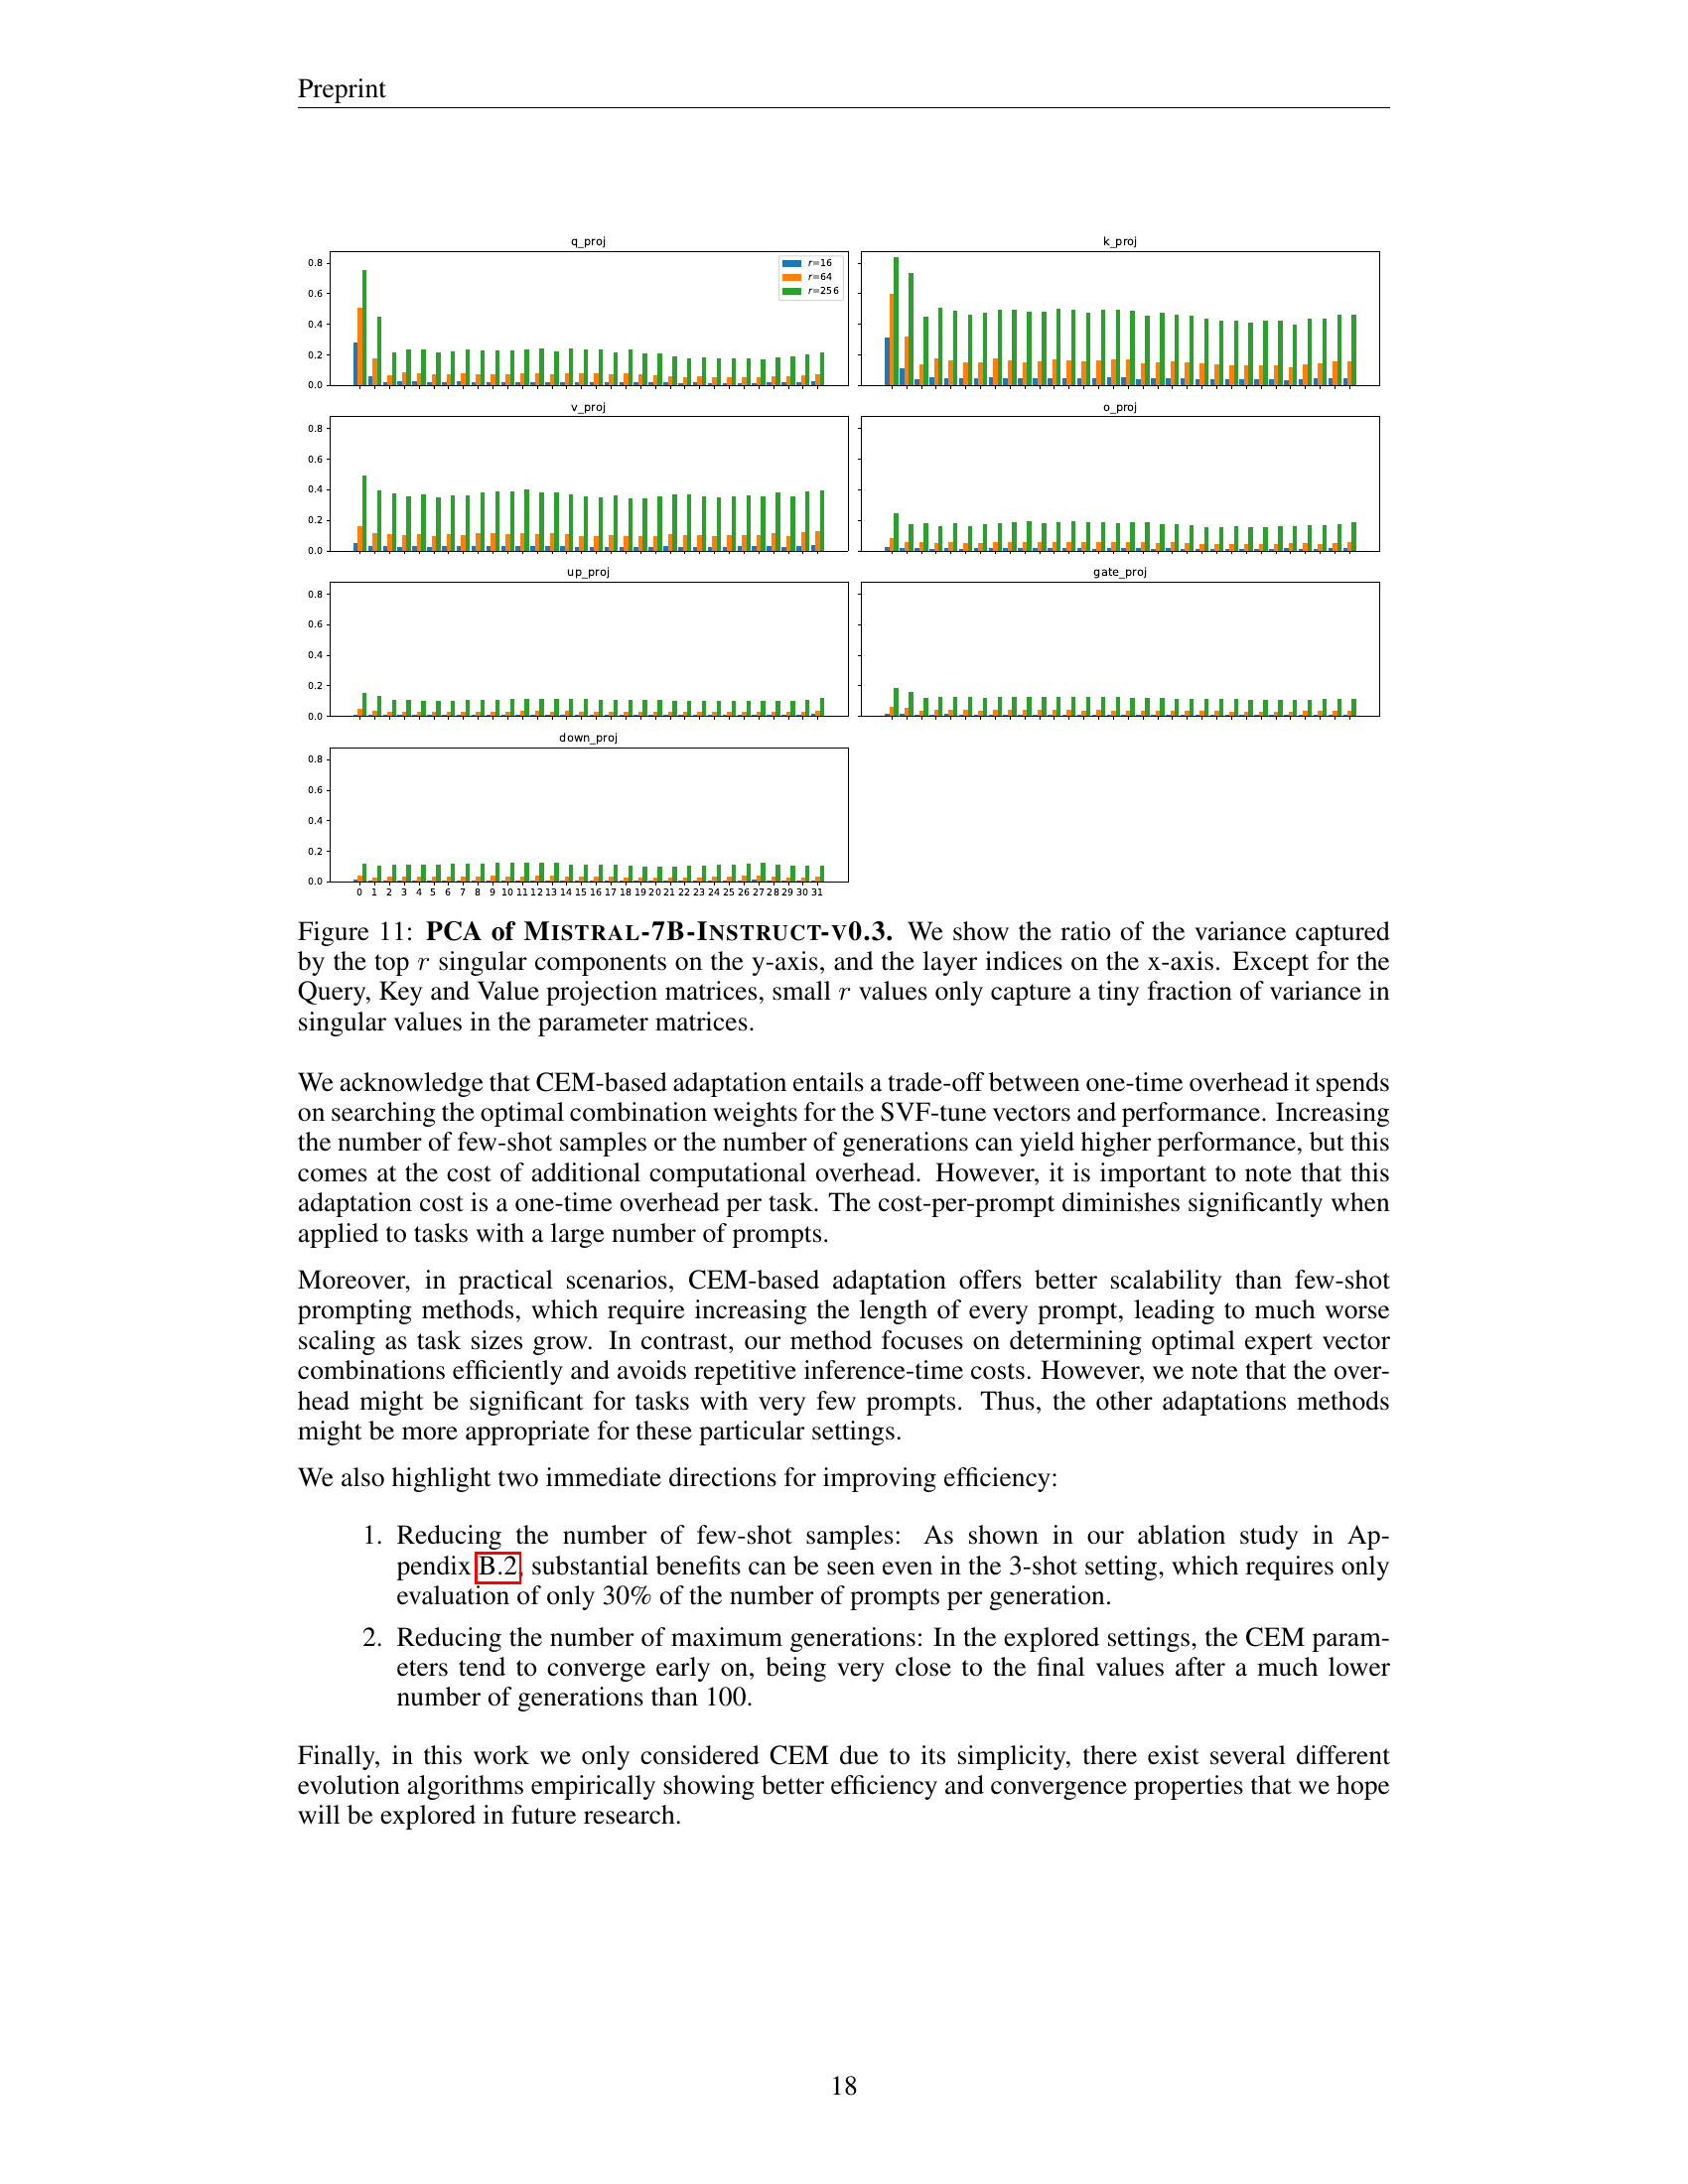 Preprint
q_proj
k_proj
0.8
0.6
0.4
0.2
0.0
r=16
r=64
r=256
v_proj
o_proj
0.8
0.6
0.4
0.2
0.0
up_proj
gate_proj
0.8
0.6
0.4
0.2
0.0
down_proj
0.8
0.6
0.4
0.2
0.0
0 1 2 3 4 5 6 7 8 9 10 11 12 13 14 15 16 17 18 19 20 21 22 23 24 25 26 27 28 29 30 31
Figure 11: PCA of MISTRAL-7B-INSTRUCT-V0.3. We show the ratio of the variance captured
by the top r singular components on the y-axis, and the layer indices on the x-axis. Except for the
Query, Key and Value projection matrices, small r values only capture a tiny fraction of variance in
singular values in the parameter matrices.
We acknowledge that CEM-based adaptation entails a trade-off between one-time overhead it spends
on searching the optimal combination weights for the SVF-tune vectors and performance. Increasing
the number of few-shot samples or the number of generations can yield higher performance, but this
comes at the cost of additional computational overhead. However, it is important to note that this
adaptation cost is a one-time overhead per task. The cost-per-prompt diminishes significantly when
applied to tasks with a large number of prompts.
Moreover, in practical scenarios, CEM-based adaptation offers better scalability than few-shot
prompting methods, which require increasing the length of every prompt, leading to much worse
scaling as task sizes grow. In contrast, our method focuses on determining optimal expert vector
combinations efficiently and avoids repetitive inference-time costs. However, we note that the over-
head might be significant for tasks with very few prompts. Thus, the other adaptations methods
might be more appropriate for these particular settings.
We also highlight two immediate directions for improving efficiency:
1. Reducing the number of few-shot samples: As shown in our ablation study in Ap-
pendix B.2, substantial benefits can be seen even in the 3-shot setting, which requires only
evaluation of only 30% of the number of prompts per generation.
2. Reducing the number of maximum generations: In the explored settings, the CEM param-
eters tend to converge early on, being very close to the final values after a much lower
number of generations than 100.
Finally, in this work we only considered CEM due to its simplicity, there exist several different
evolution algorithms empirically showing better efficiency and convergence properties that we hope
will be explored in future research.
18